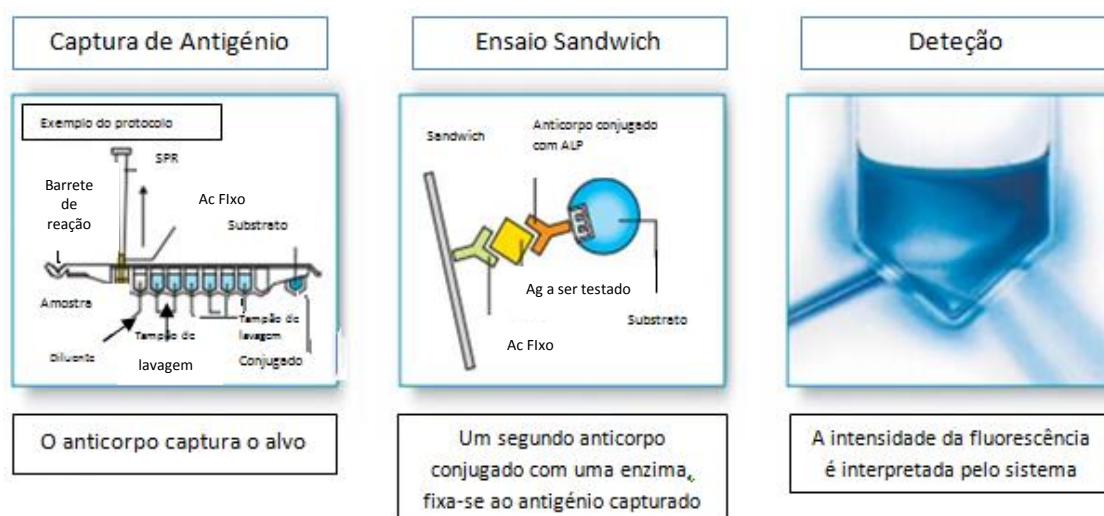 Captura de Antigénio
Exemplo do protocolo
SPR
Barrete
de
reação
Ac FIxo
Substrato
Amostra
Tampão de
lavagem
Diluente
Tampão de
lavagem
Conjugado
O anticorpo captura o alvo
Ensaio Sandwich
Sandwich
Anticorpo conjugado
com ALP
Ag a ser testado
Substrato
Ac FIxo
Um segundo anticorpo
conjugado com uma enzima,
fixa-se ao antigénio capturado
Deteção
A intensidade da fluorescência
é interpretada pelo sistema